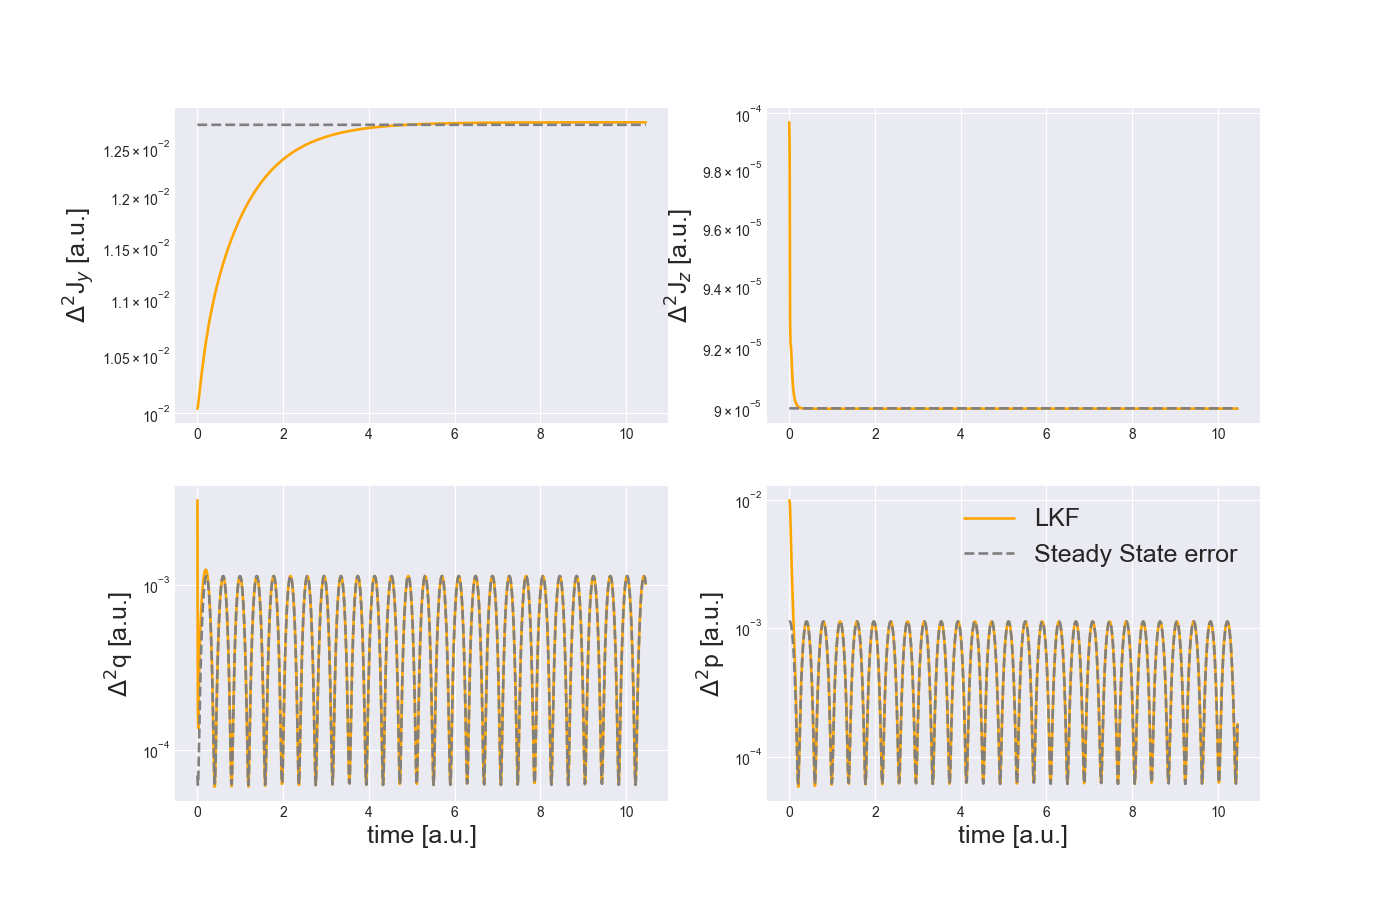 Δ²J_y [a.u.]
1.25 × 10⁻²
1.2 × 10⁻²
1.15 × 10⁻²
1.1 × 10⁻²
1.05 × 10⁻²
10⁻²
0 2 4 6 8 10
Δ²J_z [a.u.]
10⁻⁴
9.8 × 10⁻⁵
9.6 × 10⁻⁵
9.4 × 10⁻⁵
9.2 × 10⁻⁵
9 × 10⁻⁵
0 2 4 6 8 10
Δ²q [a.u.]
10⁻³
10⁻⁴
0 2 4 6 8 10
time [a.u.]
Δ²p [a.u.]
10⁻²
10⁻³
10⁻⁴
LKF
Steady State error
0 2 4 6 8 10
time [a.u.]